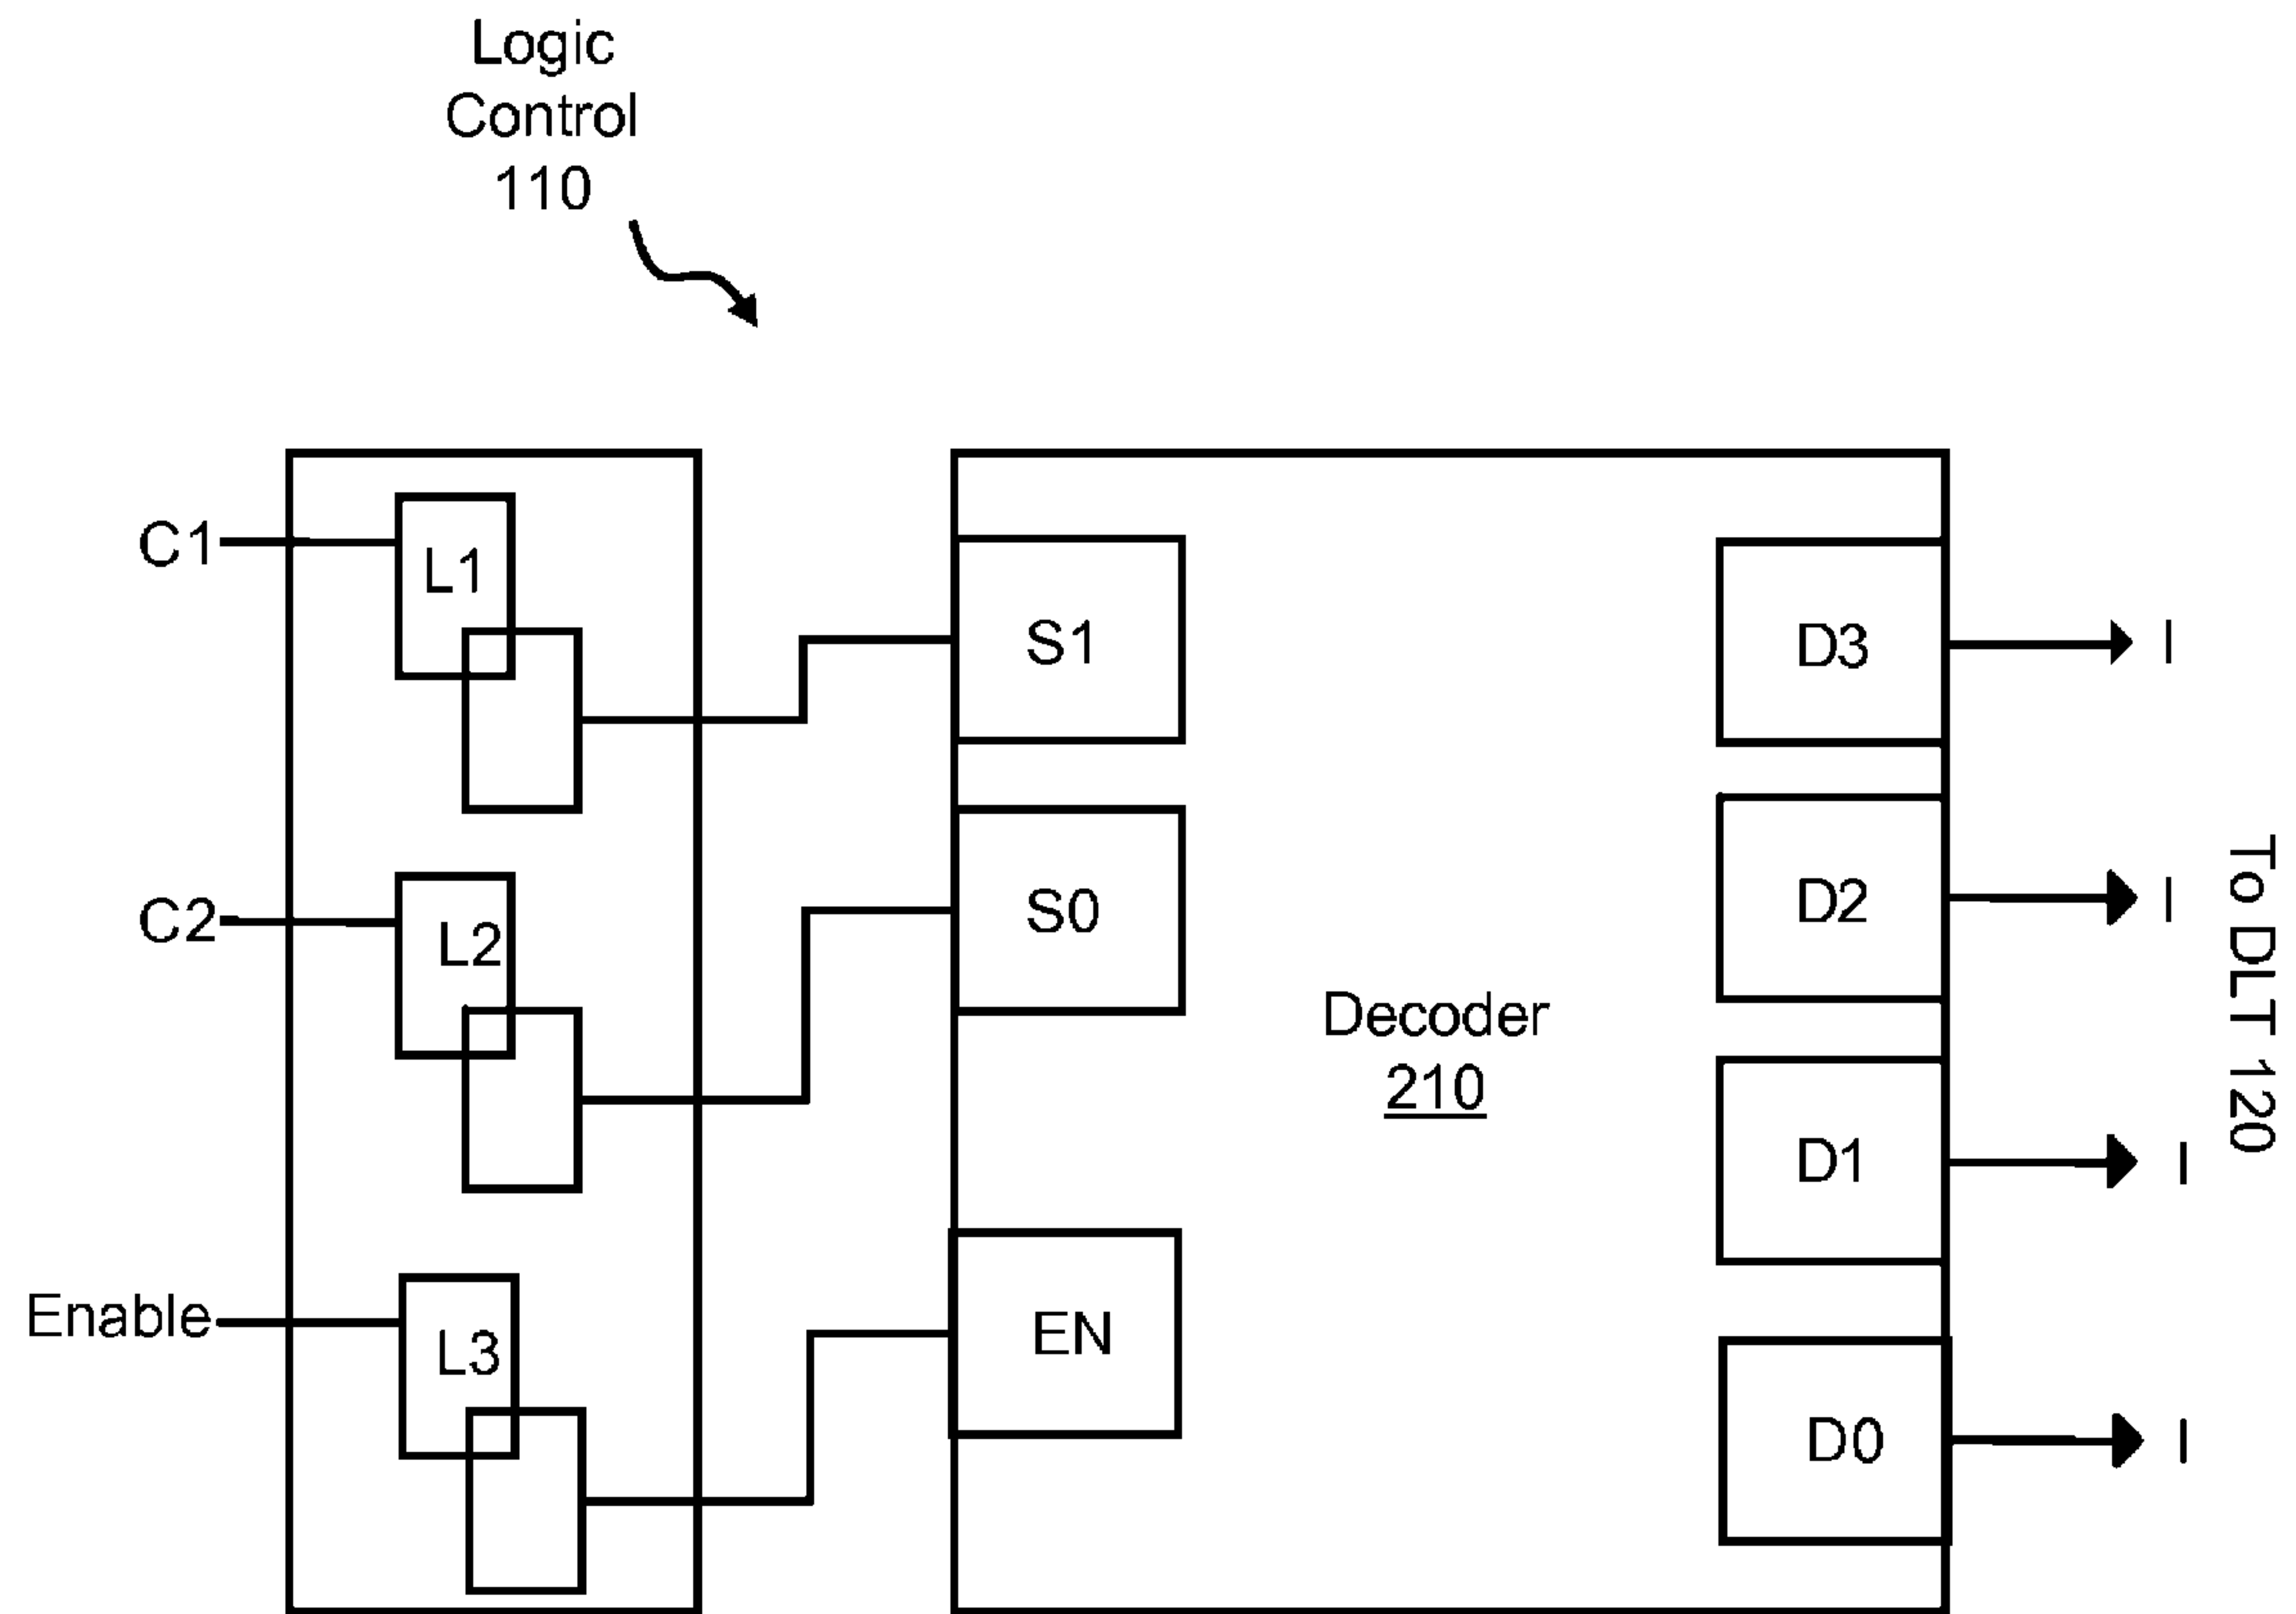 Logic
Control
110
C1
L1
S1
D3
I
C2
L2
S0
D2
I
Decoder
210
To DLT 120
D1
I
Enable
L3
EN
D0
I